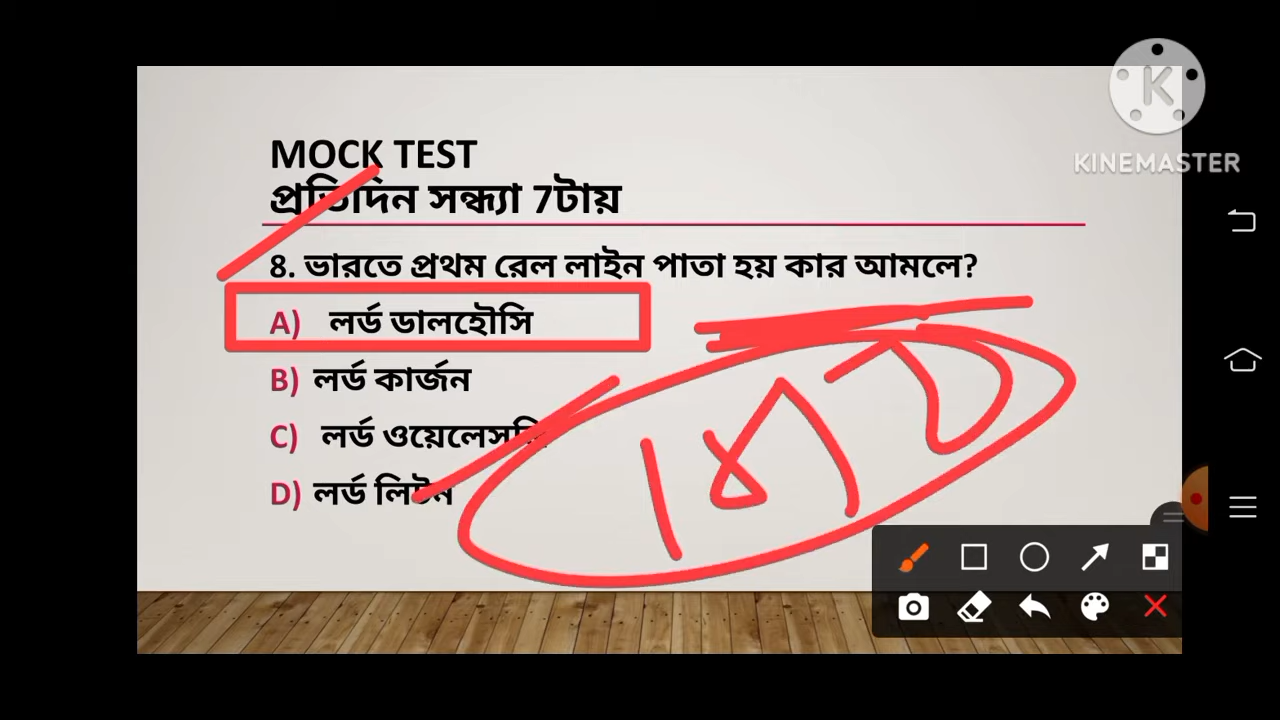 MOCK TEST
প্রতিদিন সন্ধ্যা 7টায়
8. ভারতে প্রথম রেল লাইন পাতা হয় কার আমলে?
A) লর্ড ডালহৌসি
B) লর্ড কার্জন
C) লর্ড ওয়েলেসলি
D) লর্ড লিটন
K
KINEMASTER